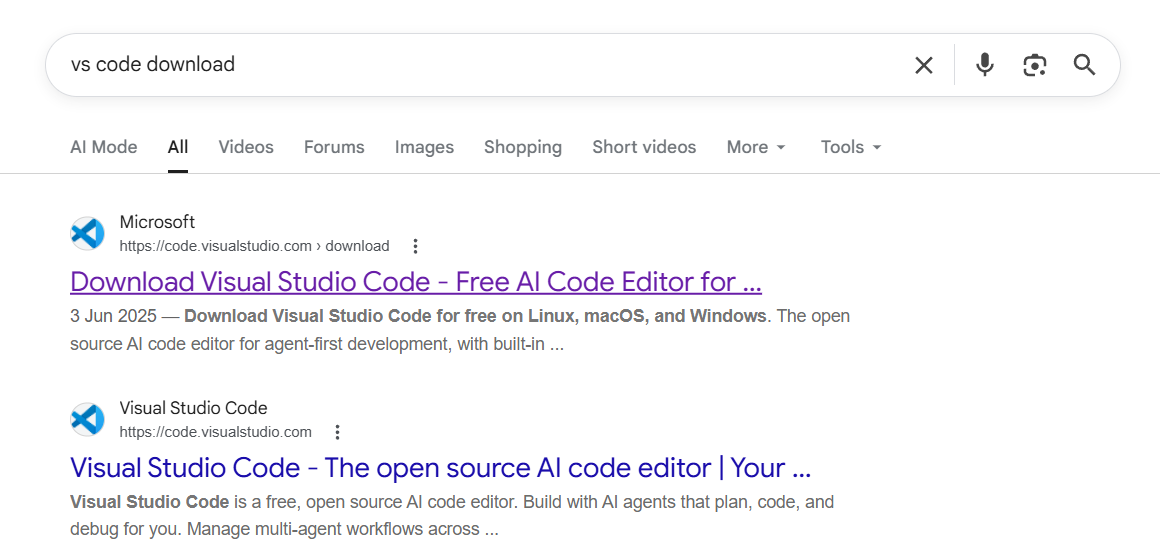 vs code download
AI Mode All Videos Forums Images Shopping Short videos More Tools
Microsoft
https://code.visualstudio.com › download
Download Visual Studio Code - Free AI Code Editor for ...
3 Jun 2025 — Download Visual Studio Code for free on Linux, macOS, and Windows. The open
source AI code editor for agent-first development, with built-in ...
Visual Studio Code
https://code.visualstudio.com
Visual Studio Code - The open source AI code editor | Your ...
Visual Studio Code is a free, open source AI code editor. Build with AI agents that plan, code, and
debug for you. Manage multi-agent workflows across ...